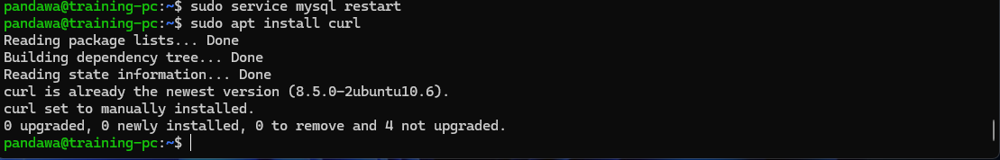 pandawa@training-pc:~$ sudo service mysql restart
pandawa@training-pc:~$ sudo apt install curl
Reading package lists... Done
Building dependency tree... Done
Reading state information... Done
curl is already the newest version (8.5.0-2ubuntu10.6).
curl set to manually installed.
0 upgraded, 0 newly installed, 0 to remove and 4 not upgraded.
pandawa@training-pc:~$